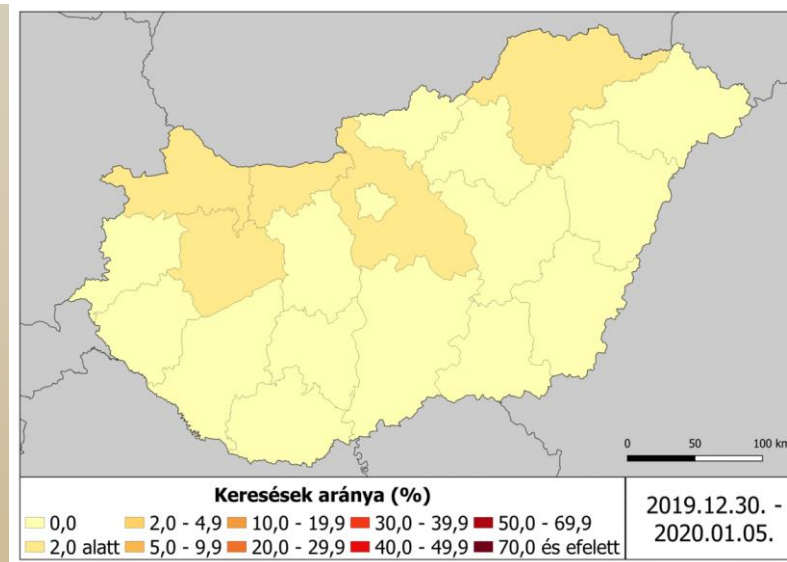 0 50 100 km
Keresések aránya (%)
0,0 2,0 - 4,9 10,0 - 19,9 30,0 - 39,9 50,0 - 69,9
2,0 alatt 5,0 - 9,9 20,0 - 29,9 40,0 - 49,9 70,0 és efelett
2019.12.30. -
2020.01.05.